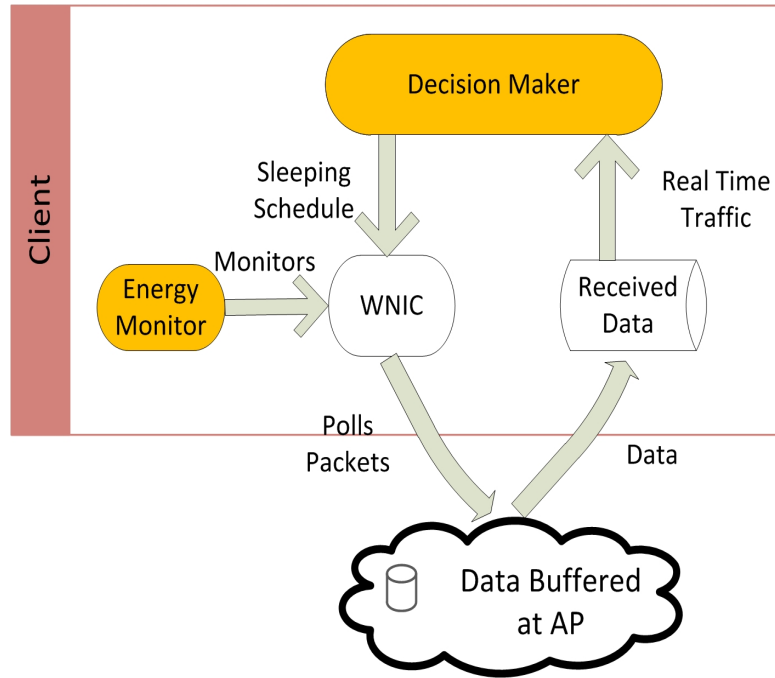 Client
Decision Maker
Sleeping
Schedule
Real Time
Traffic
Monitors
Energy
Monitor
WNIC
Received
Data
Polls
Packets
Data
Data Buffered
at AP